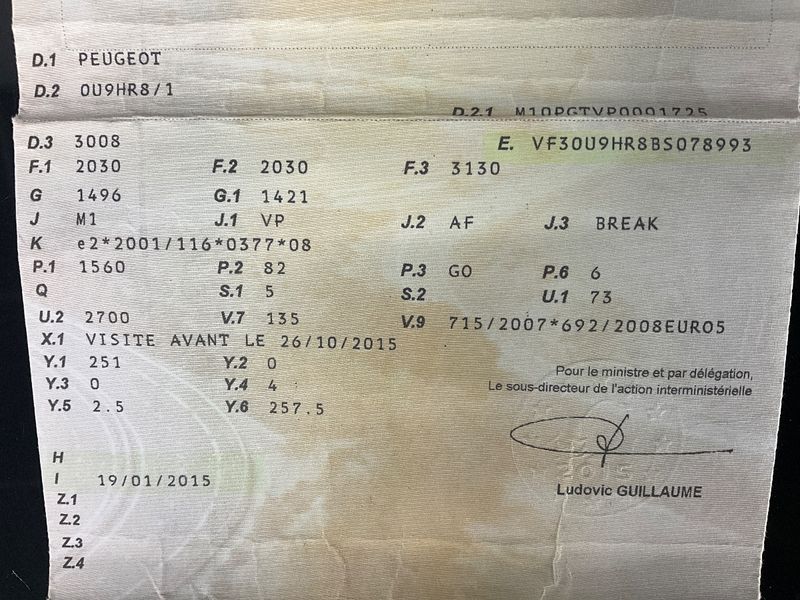 D.1 PEUGEOT
D.2 0U9HR8/1
D.2.1 M10PGTVP0001725
D.3 3008 E. VF30U9HR8BS078993
F.1 2030 F.2 2030 F.3 3130
G 1496 G.1 1421
J M1 J.1 VP J.2 AF J.3 BREAK
K e2*2001/116*0377*08
P.1 1560 P.2 82 P.3 GO P.6 6
Q S.1 5 S.2 U.1 73
U.2 2700 V.7 135 V.9 715/2007*692/2008EURO5
X.1 VISITE AVANT LE 26/10/2015
Y.1 251 Y.2 0
Y.3 0 Y.4 4
Y.5 2.5 Y.6 257.5
Pour le ministre et par délégation,
Le sous-directeur de l'action interministérielle
Ludovic GUILLAUME
H
I 19/01/2015
Z.1
Z.2
Z.3
Z.4